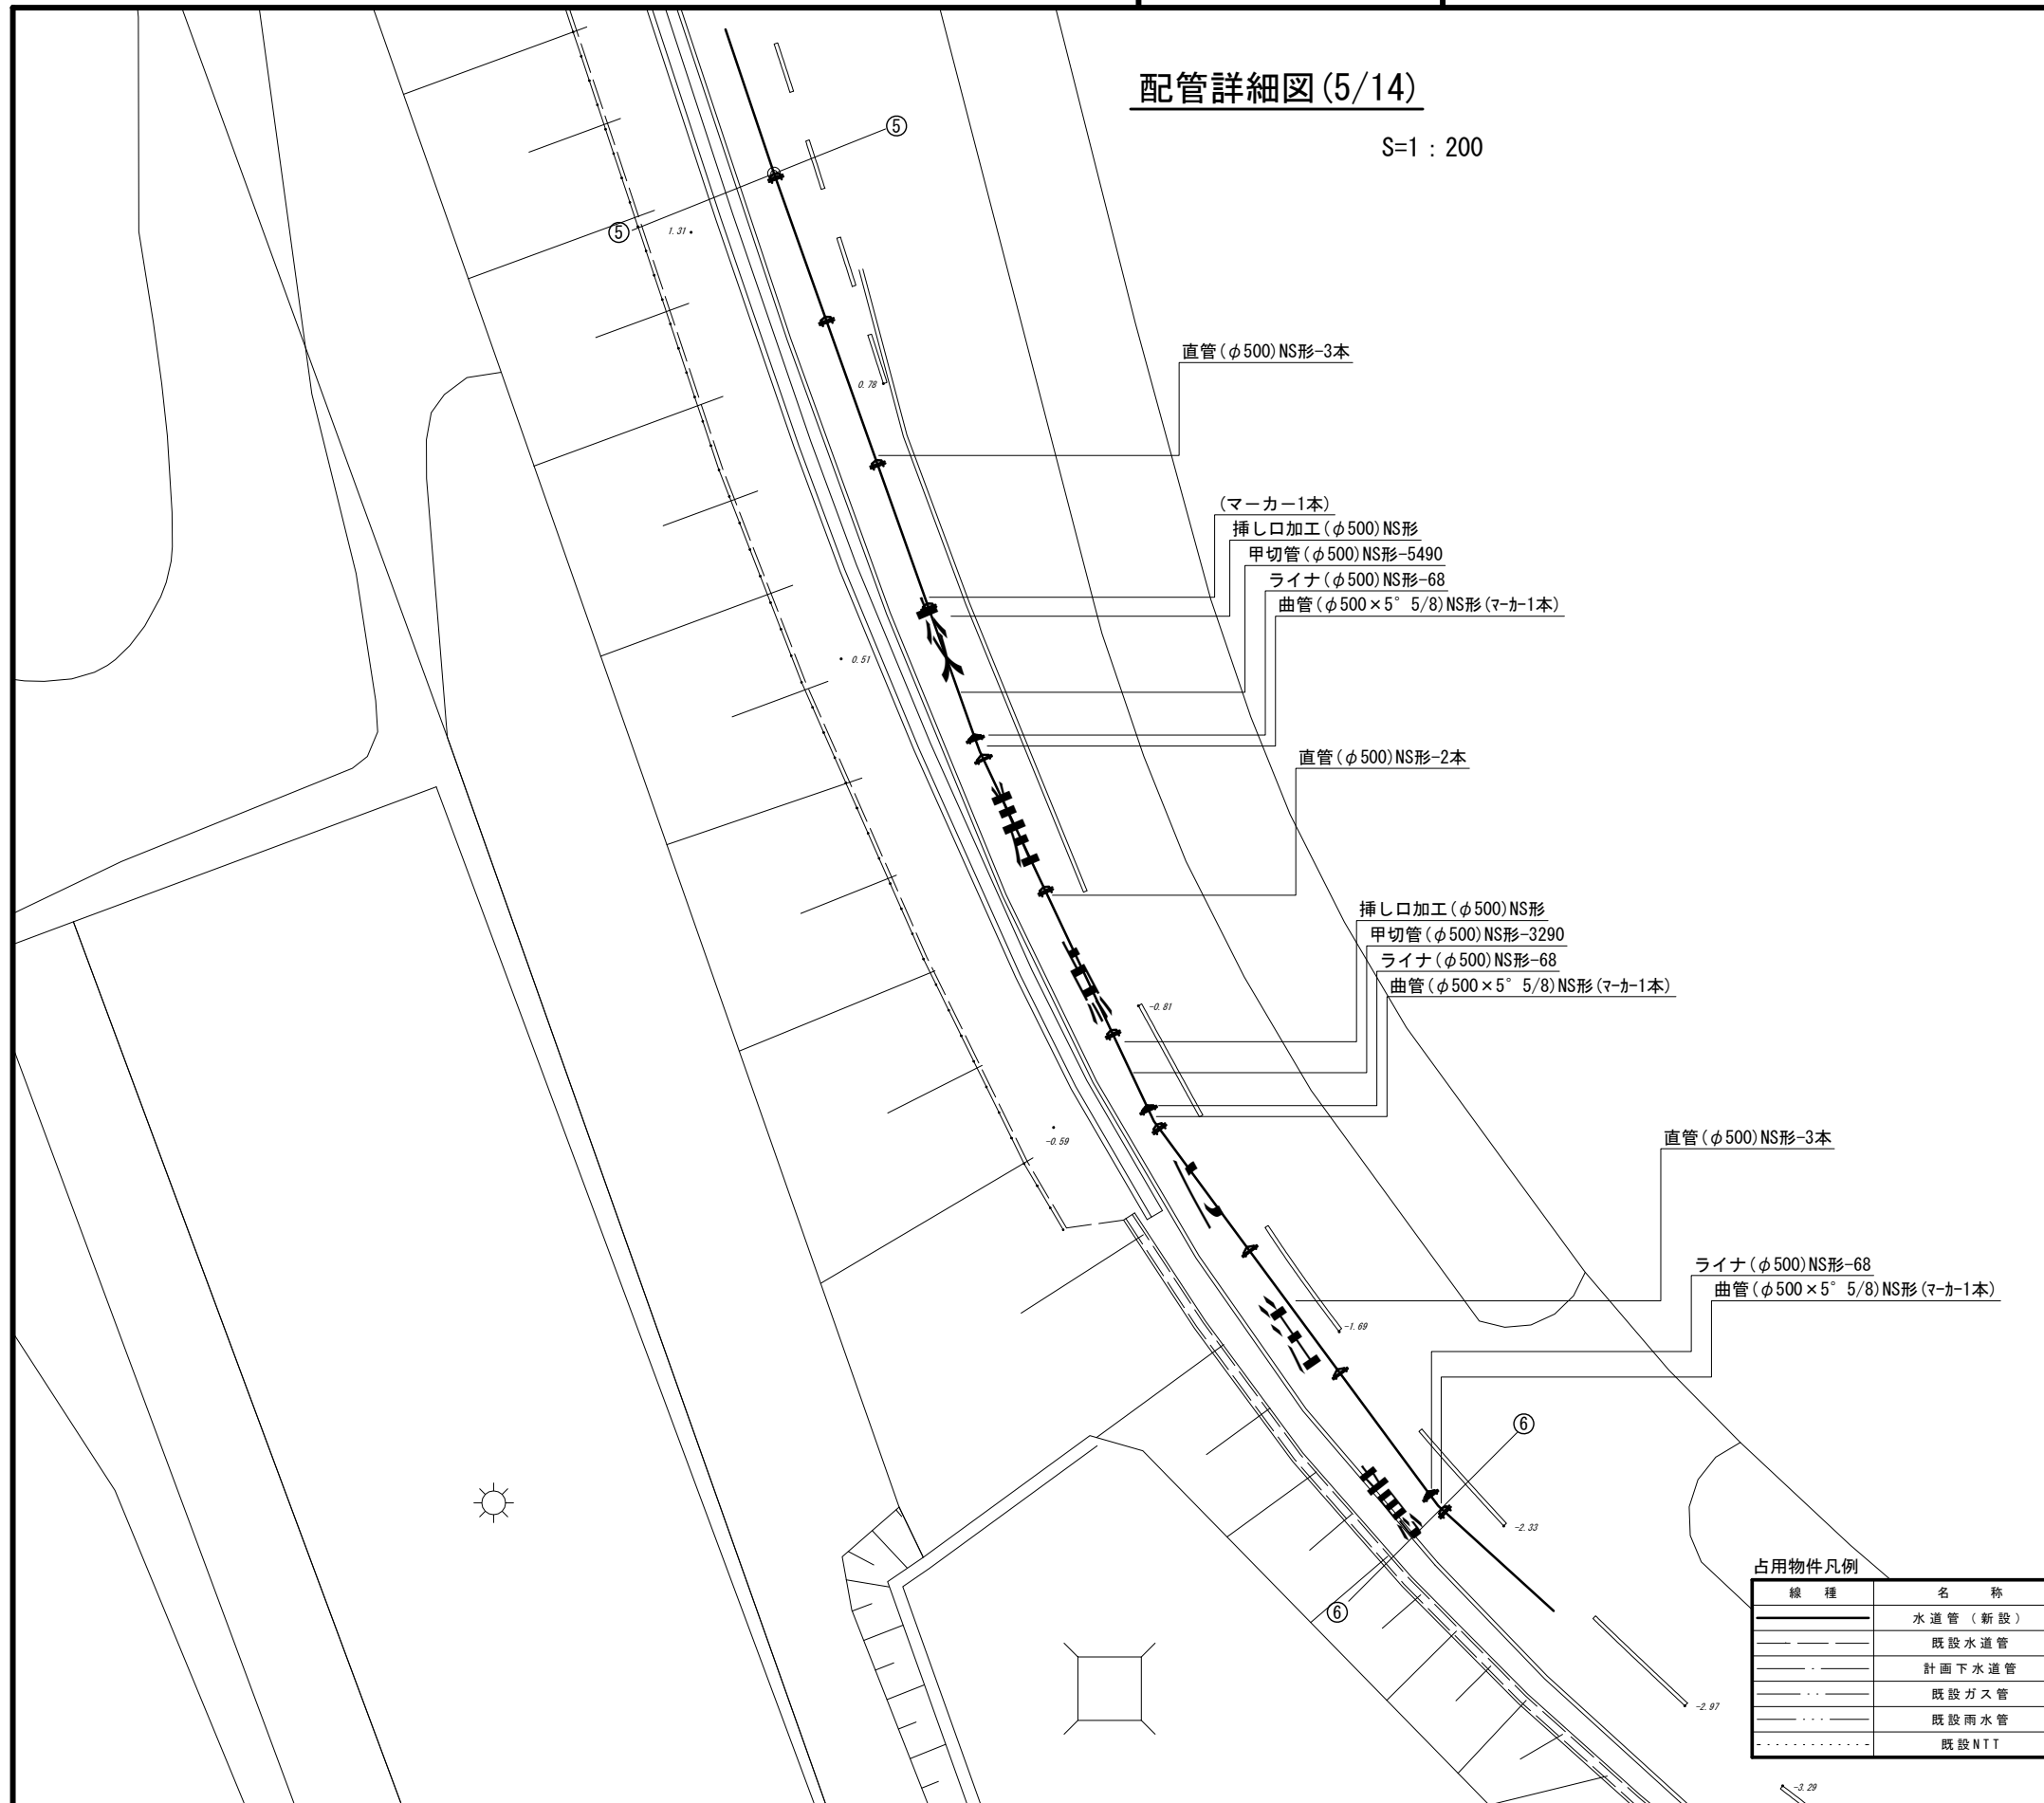 配管詳細図(5/14)
S=1：200
⑤
⑤
1.31
直管(φ500)NS形-3本
0.78
(マーカー1本)
挿し口加工(φ500)NS形
甲切管(φ500)NS形-5490
ライナ(φ500)NS形-68
曲管(φ500×5° 5/8)NS形(マーカー1本)
0.51
直管(φ500)NS形-2本
挿し口加工(φ500)NS形
甲切管(φ500)NS形-3290
ライナ(φ500)NS形-68
曲管(φ500×5° 5/8)NS形(マーカー1本)
-0.81
-0.59
直管(φ500)NS形-3本
ライナ(φ500)NS形-68
曲管(φ500×5° 5/8)NS形(マーカー1本)
-1.69
⑥
-2.33
⑥
占用物件凡例
線種 名称
水道管（新設）
既設水道管
計画下水道管
既設ガス管
既設雨水管
既設NTT
-2.97
-3.29